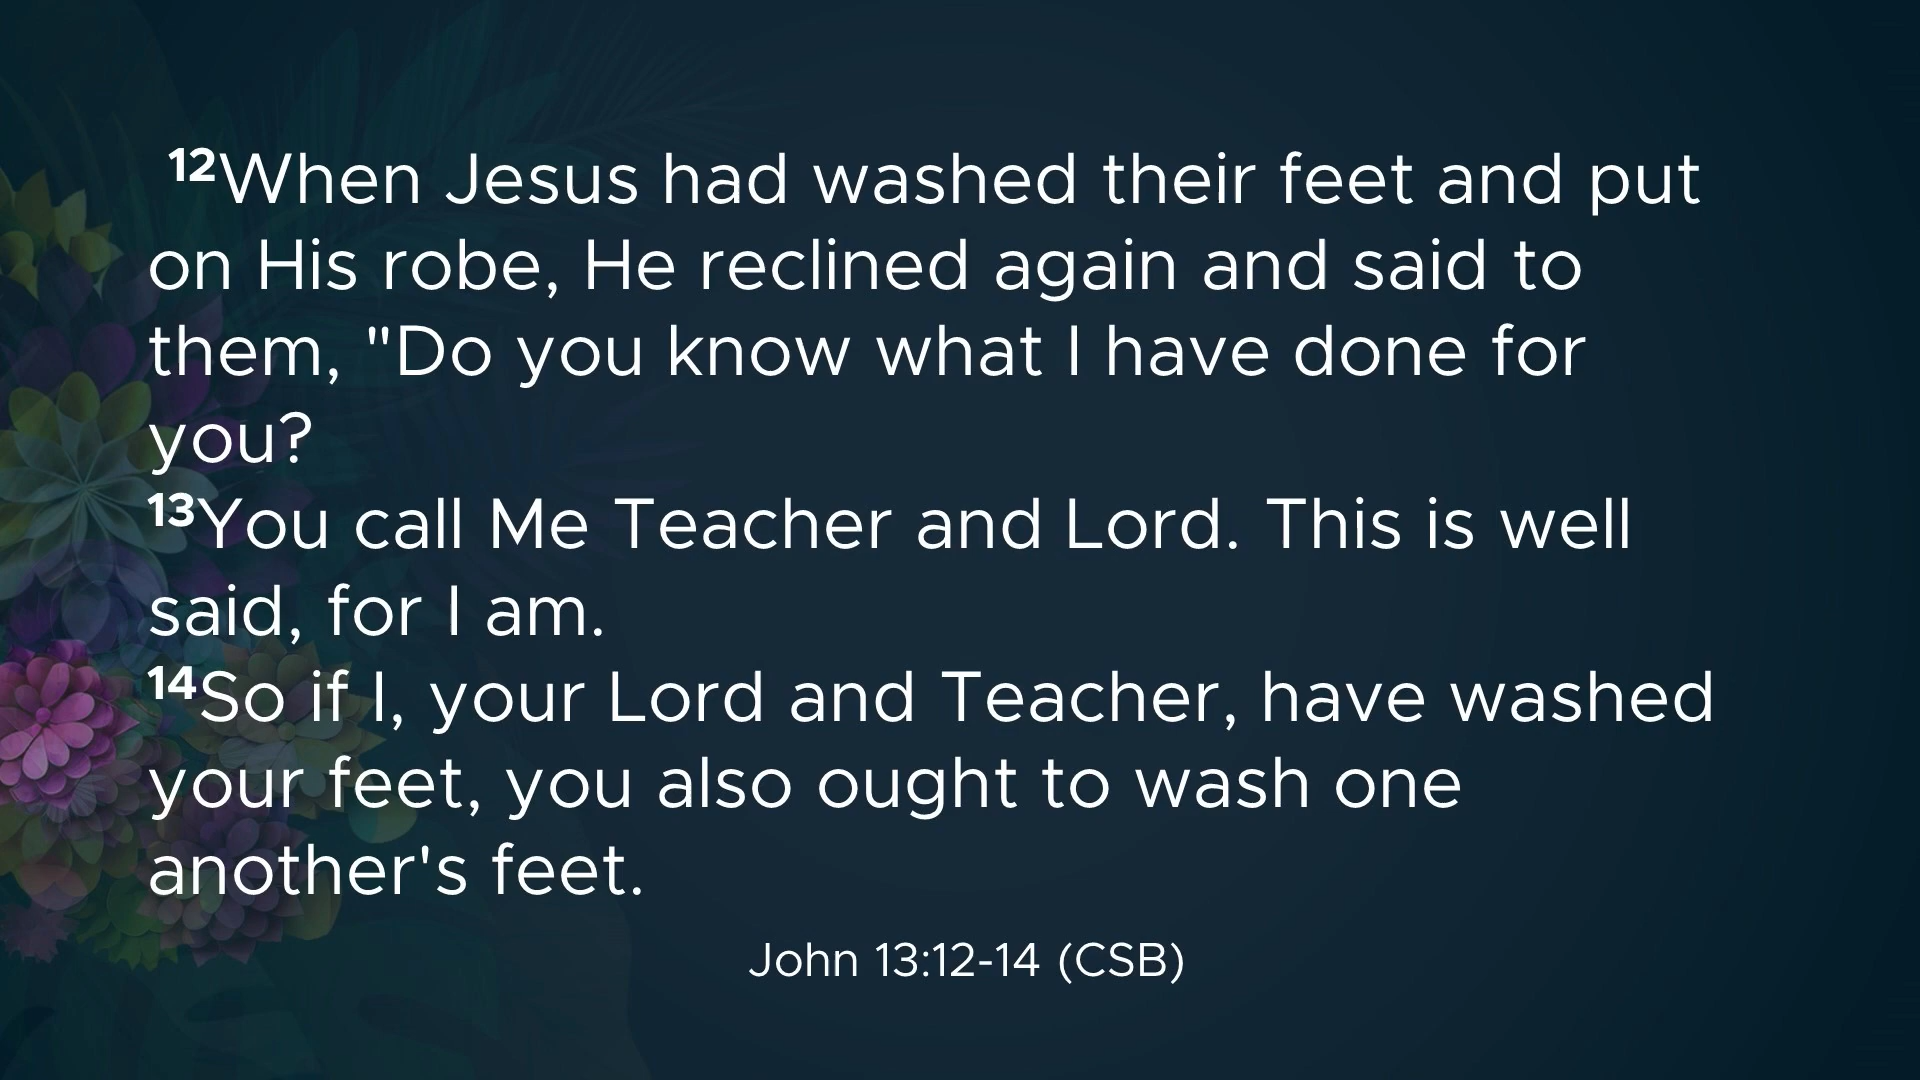 12When Jesus had washed their feet and put
on His robe, He reclined again and said to
them, "Do you know what I have done for
you?
13You call Me Teacher and Lord. This is well
said, for I am.
14So if I, your Lord and Teacher, have washed
your feet, you also ought to wash one
another's feet.
John 13:12-14 (CSB)